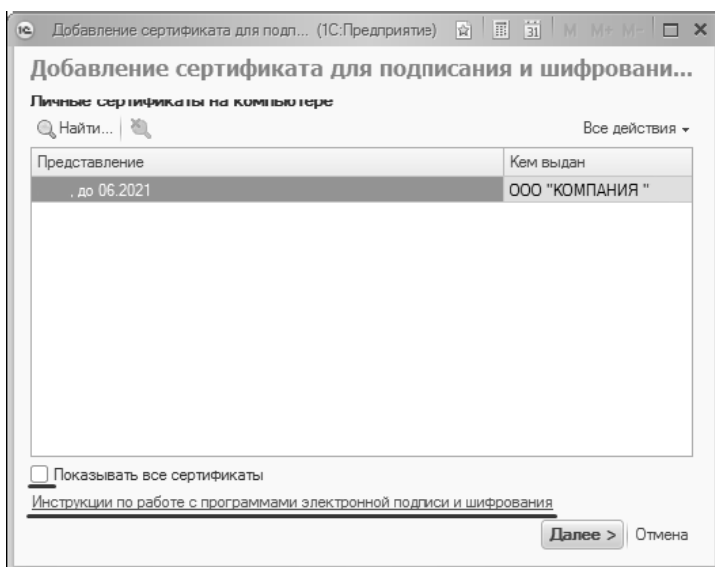 Добавление сертификата для подп... (1С:Предприятие) 31 M M+ M-
Добавление сертификата для подписания и шифровани...
Личные сертификаты на компьютере
Найти... Все действия
Представление Кем выдан
, до 06.2021 ООО "КОМПАНИЯ "
Показывать все сертификаты
Инструкции по работе с программами электронной подписи и шифрования
Далее > Отмена